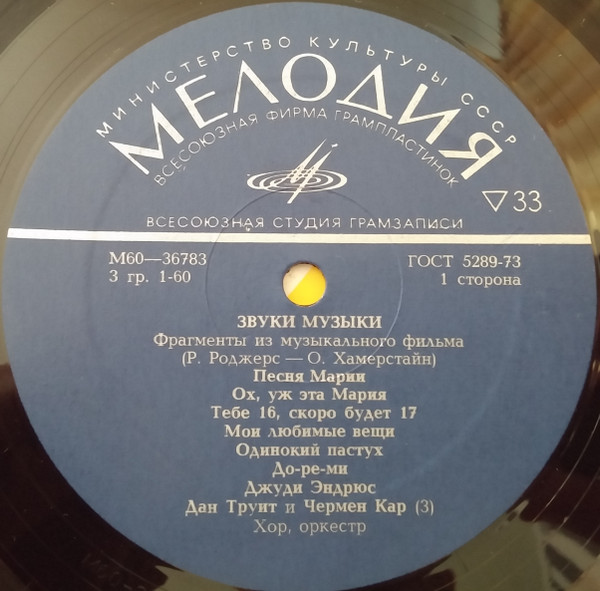 МИНИСТЕРСТВО КУЛЬТУРЫ СССР
МЕЛОДИЯ
ВСЕСОЮЗНАЯ ФИРМА ГРАМПЛАСТИНОК
▽33
ВСЕСОЮЗНАЯ СТУДИЯ ГРАМЗАПИСИ
М60—36783 ГОСТ 5289-73
3 гр. 1-60 1 сторона
ЗВУКИ МУЗЫКИ
Фрагменты из музыкального фильма
(Р. Роджерс — О. Хамерстайн)
Песня Марии
Ох, уж эта Мария
Тебе 16, скоро будет 17
Мои любимые вещи
Одинокий пастух
До-ре-ми
Джуди Эндрюс
Дан Труит и Чермен Кар (3)
Хор, оркестр